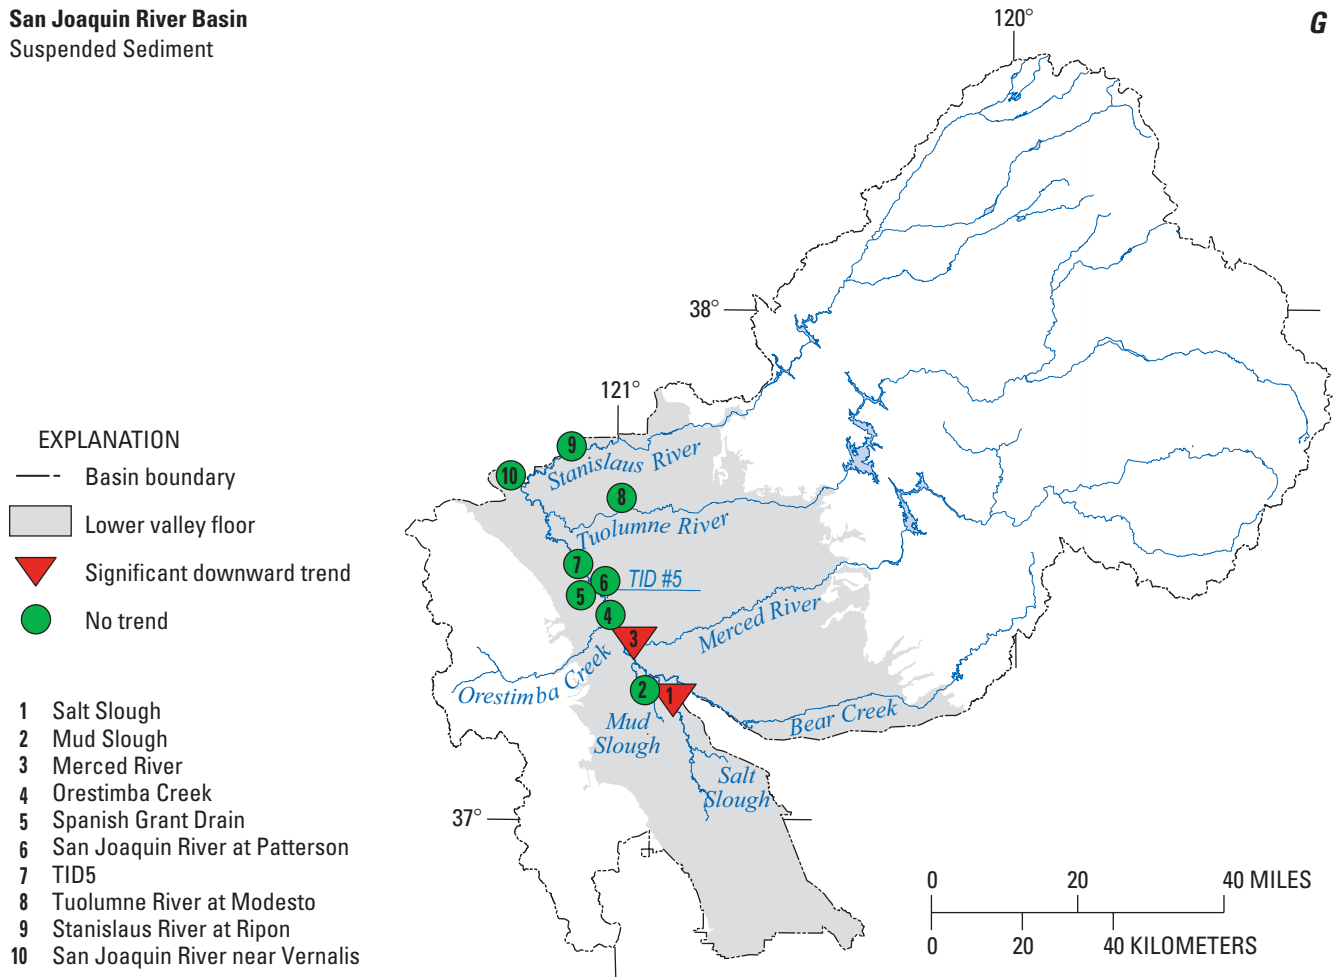 San Joaquin River Basin
Suspended Sediment
G
120°
38°
121°
37°
EXPLANATION
Basin boundary
Lower valley floor
Significant downward trend
No trend
1 Salt Slough
2 Mud Slough
3 Merced River
4 Orestimba Creek
5 Spanish Grant Drain
6 San Joaquin River at Patterson
7 TID5
8 Tuolumne River at Modesto
9 Stanislaus River at Ripon
10 San Joaquin River near Vernalis
9
10
Stanislaus River
8
Tuolumne River
7
6
TID #5
5
4
3
Merced River
Orestimba Creek
2
1
Mud
Slough
Bear Creek
Salt
Slough
0 20 40 MILES
0 20 40 KILOMETERS